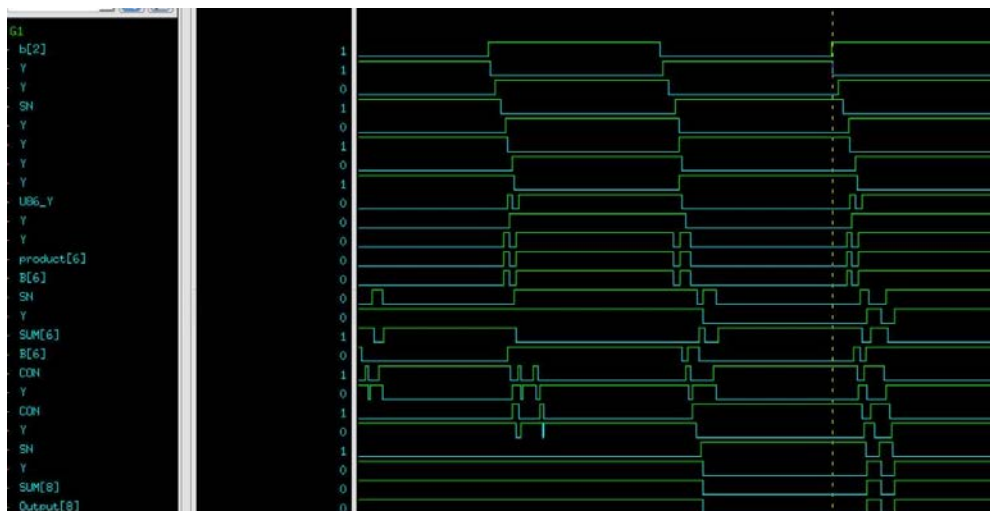 G1
b[2] 1
Y 1
Y 0
SN 1
Y 0
Y 1
Y 0
Y 1
U86_Y 0
Y 0
Y 0
product[6] 0
B[6] 0
SN 0
Y 0
SUM[6] 1
B[6] 0
CON 1
Y 0
CON 1
Y 0
SN 1
Y 0
SUM[8] 0
Output[8] 0